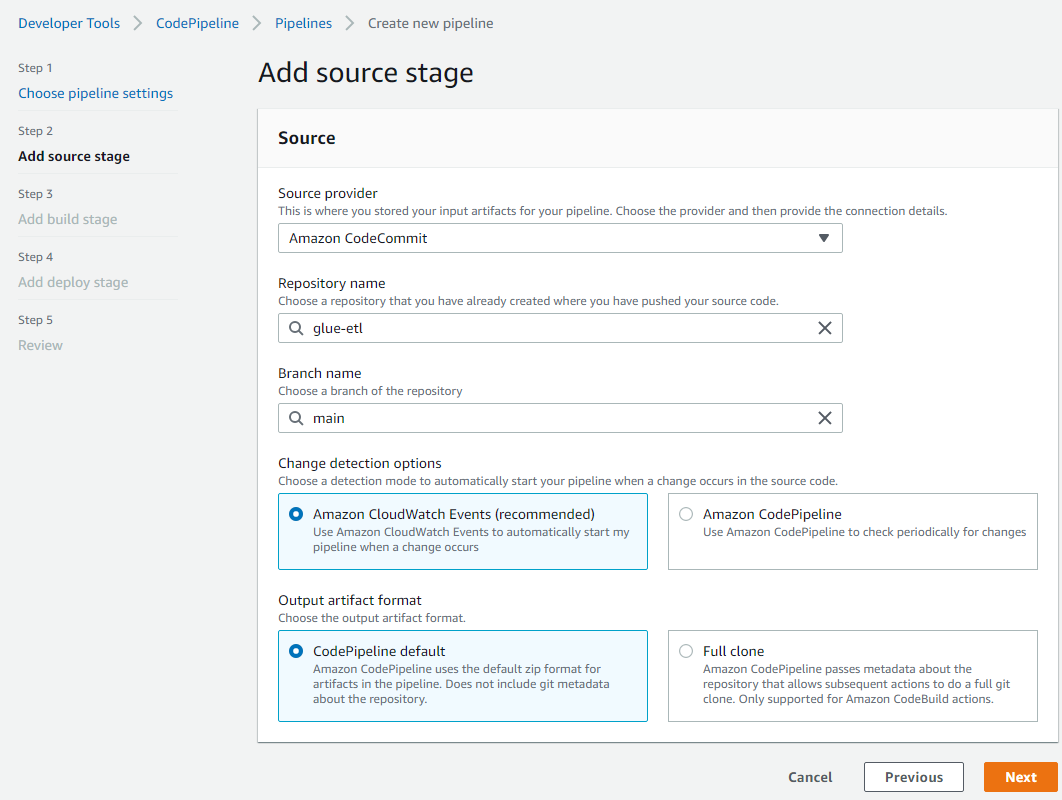 Developer Tools > CodePipeline > Pipelines > Create new pipeline
Step 1
Choose pipeline settings
Step 2
Add source stage
Step 3
Add build stage
Step 4
Add deploy stage
Step 5
Review
Add source stage
Source
Source provider
This is where you stored your input artifacts for your pipeline. Choose the provider and then provide the connection details.
Amazon CodeCommit
Repository name
Choose a repository that you have already created where you have pushed your source code.
glue-etl
Branch name
Choose a branch of the repository
main
Change detection options
Choose a detection mode to automatically start your pipeline when a change occurs in the source code.
Amazon CloudWatch Events (recommended)
Use Amazon CloudWatch Events to automatically start my
pipeline when a change occurs
Amazon CodePipeline
Use Amazon CodePipeline to check periodically for changes
Output artifact format
Choose the output artifact format.
CodePipeline default
Amazon CodePipeline uses the default zip format for
artifacts in the pipeline. Does not include git metadata
about the repository.
Full clone
Amazon CodePipeline passes metadata about the
repository that allows subsequent actions to do a full git
clone. Only supported for Amazon CodeBuild actions.
Cancel
Previous
Next